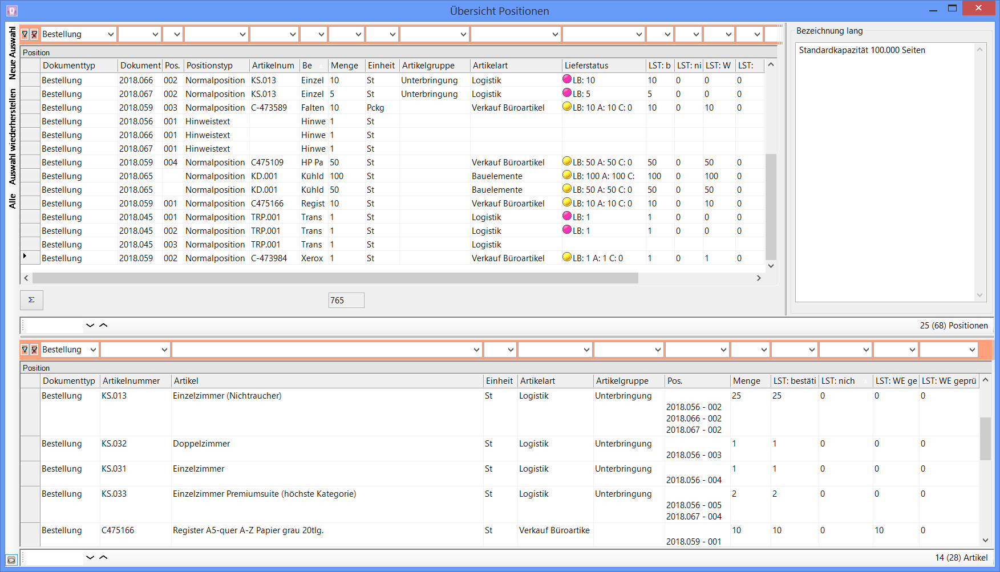 Übersicht Positionen
Neue Auswahl
Auswahl wiederherstellen
Alle
Bestellung
Position
Dokumenttyp Dokument Pos. Positionstyp Artikelnum Be Menge Einheit Artikelgruppe Artikelart Lieferstatus LST: b LST: ni LST: W LST:
Bestellung 2018.066 002 Normalposition KS.013 Einzel 10 St Unterbringung Logistik LB: 10 10 0 0 0
Bestellung 2018.067 002 Normalposition KS.013 Einzel 5 St Unterbringung Logistik LB: 5 5 0 0 0
Bestellung 2018.059 003 Normalposition C-473589 Falten 10 Pckg Verkauf Büroartikel LB: 10 A: 10 C: 0 10 0 10 0
Bestellung 2018.056 001 Hinweistext Hinwe 1 St
Bestellung 2018.066 001 Hinweistext Hinwe 1 St
Bestellung 2018.067 001 Hinweistext Hinwe 1 St
Bestellung 2018.059 004 Normalposition C475109 HP Pa 50 St Verkauf Büroartikel LB: 50 A: 50 C: 0 50 0 50 0
Bestellung 2018.065 Normalposition KD.001 Kühld 100 St Bauelemente LB: 100 A: 100 C: 100 0 100 0
Bestellung 2018.065 Normalposition KD.001 Kühld 50 St Bauelemente LB: 50 A: 50 C: 0 50 0 50 0
Bestellung 2018.059 001 Normalposition C475166 Regist 10 St Verkauf Büroartikel LB: 10 A: 10 C: 0 10 0 10 0
Bestellung 2018.045 001 Normalposition TRP.001 Trans 1 St Logistik LB: 1 1 0 0 0
Bestellung 2018.045 002 Normalposition TRP.001 Trans 1 St Logistik LB: 1 1 0 0 0
Bestellung 2018.045 003 Normalposition TRP.001 Trans 1 St Logistik
Bestellung 2018.059 002 Normalposition C-473984 Xerox 1 St Verkauf Büroartikel LB: 1 A: 1 C: 0 1 0 1 0
Σ 765
25 (68) Positionen
Bezeichnung lang
Standardkapazität 100.000 Seiten
Bestellung
Position
Dokumenttyp Artikelnummer Artikel Einheit Artikelart Artikelgruppe Pos. Menge LST: bestäti LST: nich LST: WE ge LST: WE geprü
Bestellung KS.013 Einzelzimmer (Nichtraucher) St Logistik Unterbringung 25 25 0 0 0
2018.056 - 002
2018.066 - 002
2018.067 - 002
Bestellung KS.032 Doppelzimmer St Logistik Unterbringung 1 1 0 0 0
2018.056 - 003
Bestellung KS.031 Einzelzimmer St Logistik Unterbringung 1 1 0 0 0
2018.056 - 004
Bestellung KS.033 Einzelzimmer Premiumsuite (höchste Kategorie) St Logistik Unterbringung 2 2 0 0 0
2018.056 - 005
2018.067 - 004
Bestellung C475166 Register A5-quer A-Z Papier grau 20tlg. St Verkauf Büroartike 10 10 0 10 0
2018.059 - 001
14 (28) Artikel